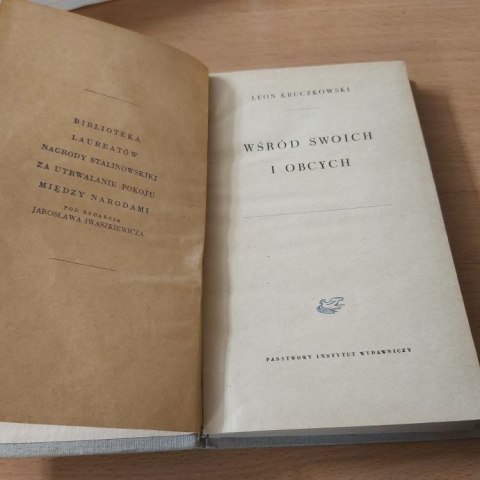 BIBLIOTEKA
LAUREATÓW
NAGRODY STALINOWSKIEJ
ZA UTRWALANIE POKOJU
MIĘDZY NARODAMI
POD REDAKCJĄ
JAROSŁAWA IWASZKIEWICZA
LEON KRUCZKOWSKI
WŚRÓD SWOICH
I OBCYCH
PAŃSTWOWY INSTYTUT WYDAWNICZY